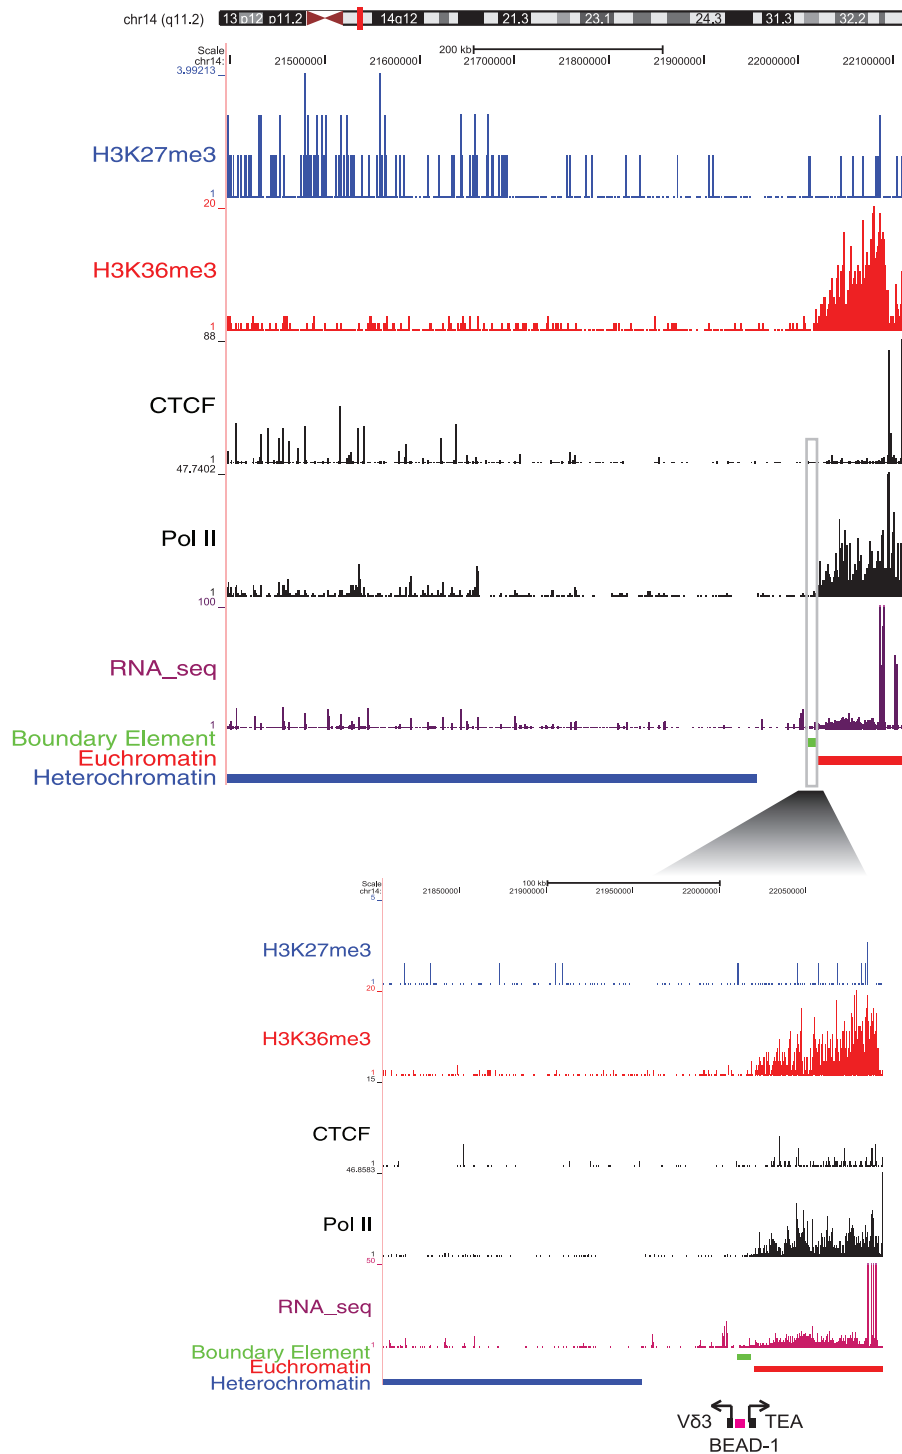 chr14 (q11.2) 13 p12 p11.2 14q12 21.3 23.1 24.3 31.3 32.2
Scale 200 kb
chr14: 21500000 21600000 21700000 21800000 21900000 22000000 22100000
3.99213
H3K27me3
1
20
H3K36me3
1
88
CTCF
1
47.7402
Pol II
1
100
RNA_seq
1
Boundary Element
Euchromatin
Heterochromatin
Scale 100 kb
chr14: 21850000 21900000 21950000 22000000 22050000
5
H3K27me3
1
20
H3K36me3
1
15
CTCF
1
46.8583
Pol II
1
50
RNA_seq
1
Boundary Element
Euchromatin
Heterochromatin
Vδ3 TEA
BEAD-1